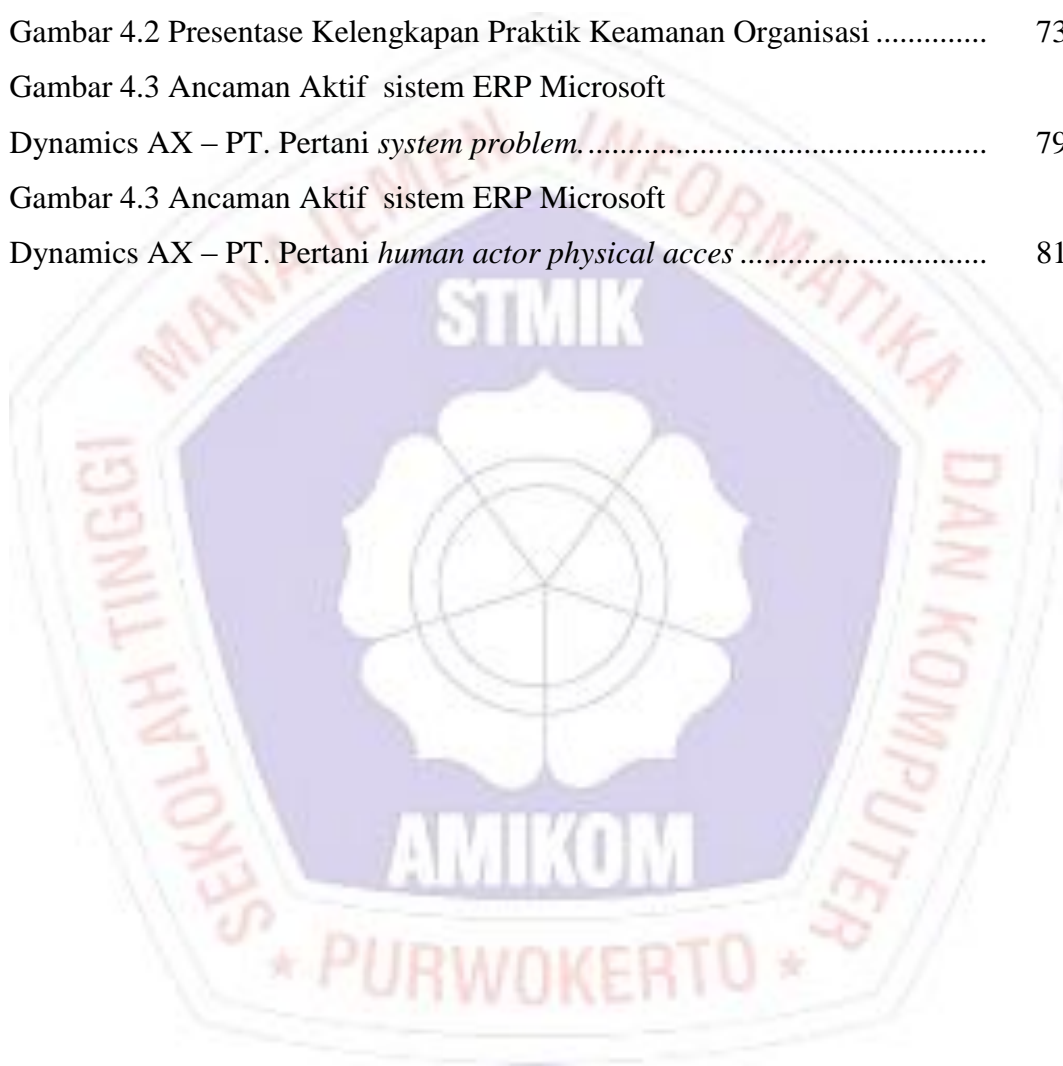 Gambar 4.2 Presentase Kelengkapan Praktik Keamanan Organisasi .............. 73
Gambar 4.3 Ancaman Aktif sistem ERP Microsoft
Dynamics AX – PT. Pertani system problem. .................................................. 79
Gambar 4.3 Ancaman Aktif sistem ERP Microsoft
Dynamics AX – PT. Pertani human actor physical acces ............................... 81
SEKOLAH TINGGI MANAJEMEN INFORMATIKA DAN KOMPUTER
STMIK
AMIKOM
* PURWOKERTO *